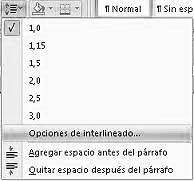 ¶ Normal
¶ Sin esp
1,0
1,15
1,5
2,0
2,5
3,0
Opciones de interlineado...
Agregar espacio antes del párrafo
Quitar espacio después del párrafo